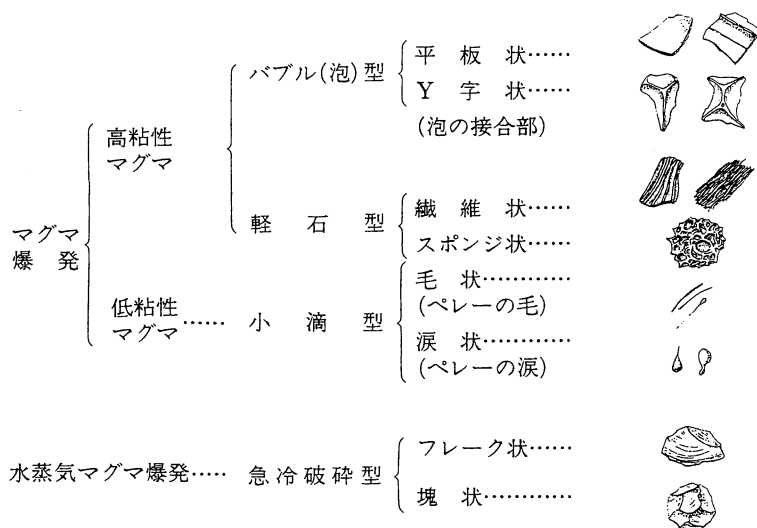 マグマ爆発
高粘性マグマ
バブル(泡)型
平板状……
Y字状……
(泡の接合部)
軽石型
繊維状……
スポンジ状……
低粘性マグマ……
小滴型
毛状…………
(ペレーの毛)
涙状…………
(ペレーの涙)
水蒸気マグマ爆発……
急冷破砕型
フレーク状……
塊状…………